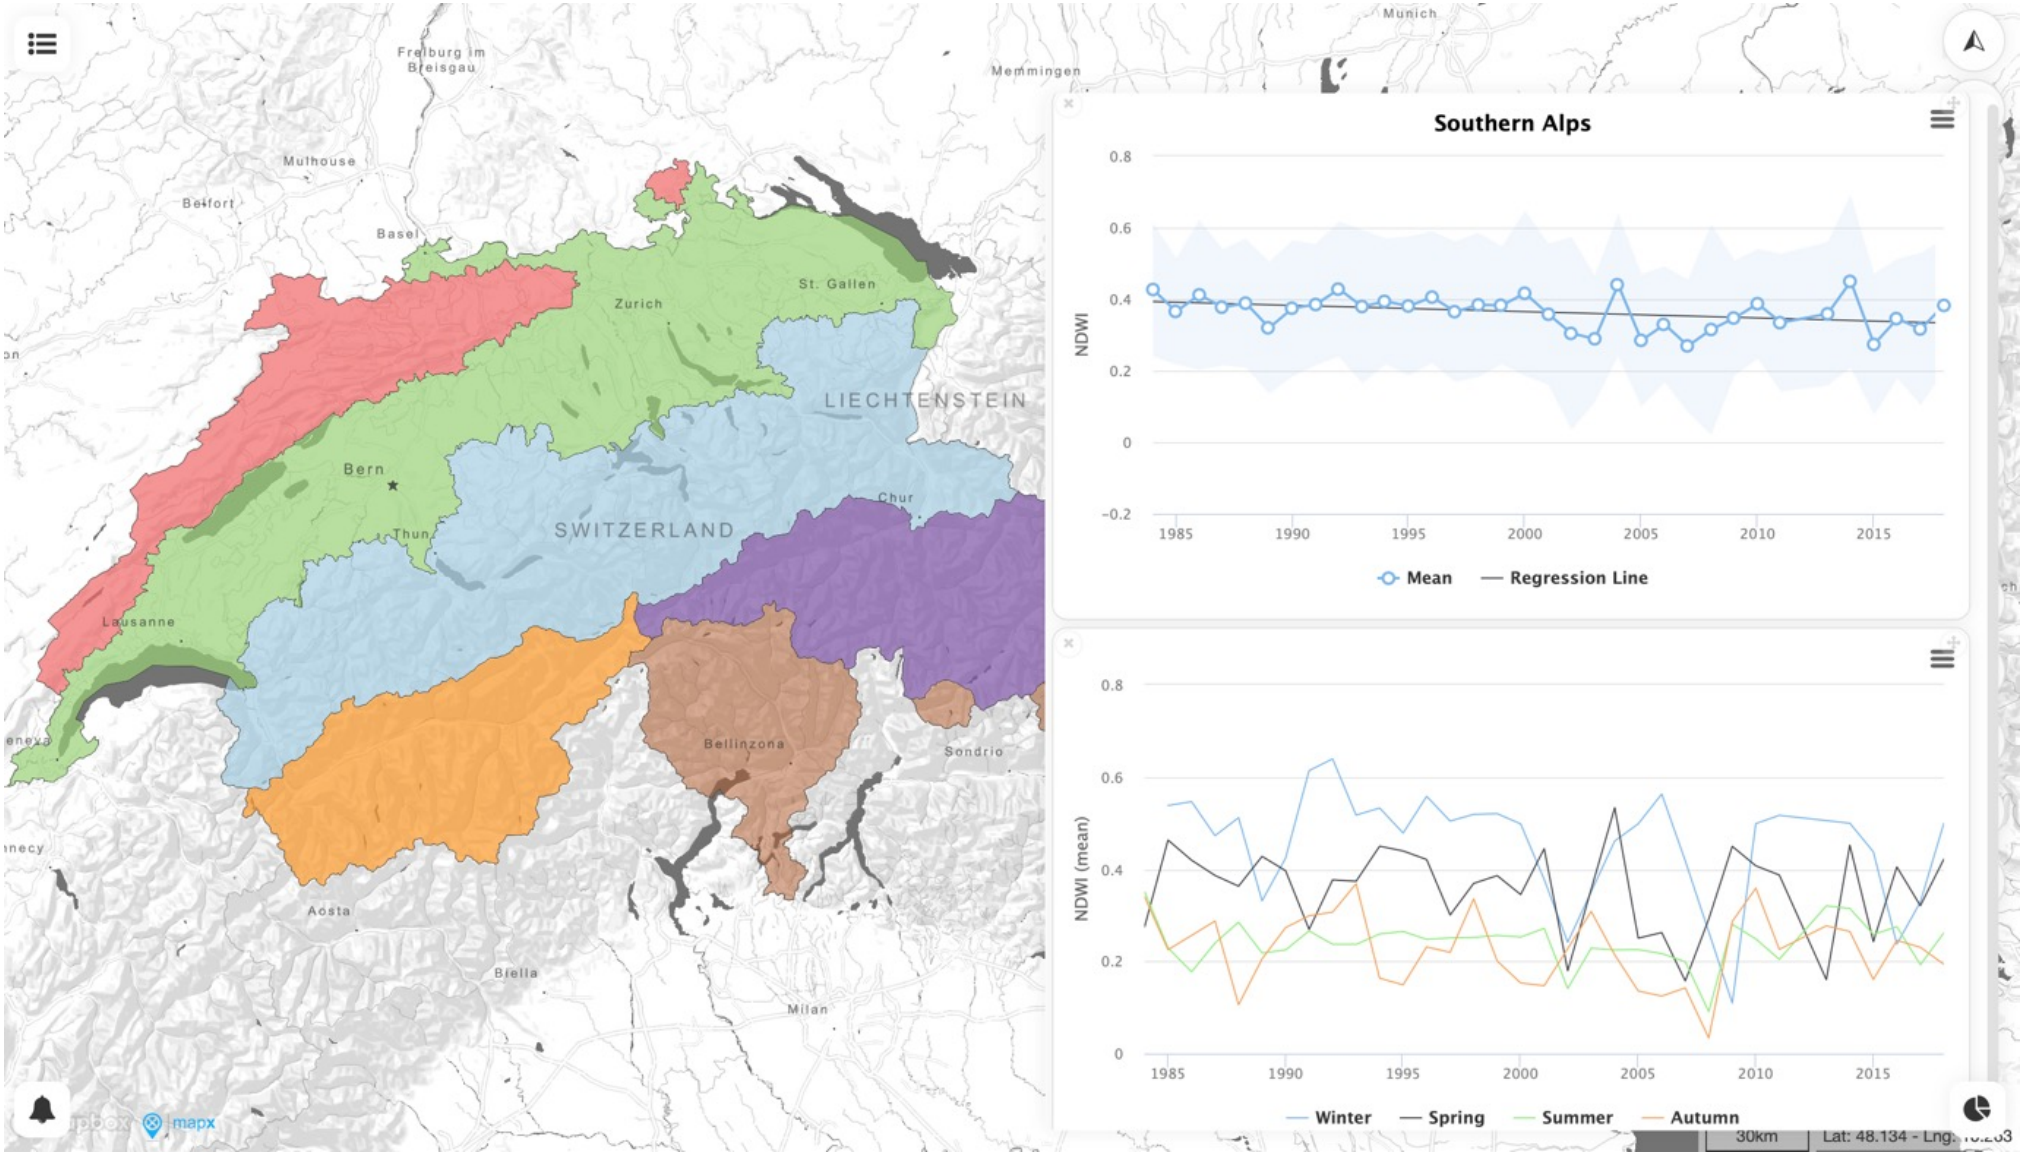 Munich
Freiburg im
Breisgau
Memmingen
Southern Alps
Mulhouse
Belfort
Basel
Zurich
St. Gallen
LIECHTENSTEIN
Bern
Chur
SWITZERLAND
Thun
Lausanne
Bellinzona
Sondrio
Aosta
Biella
Milan
mapx
0.8
0.6
0.4
0.2
0
−0.2
NDWI
1985
1990
1995
2000
2005
2010
2015
Mean
Regression Line
0.8
0.6
0.4
0.2
0
NDWI (mean)
1985
1990
1995
2000
2005
2010
2015
Winter
Spring
Summer
Autumn
30km
Lat: 48.134 - Lng: